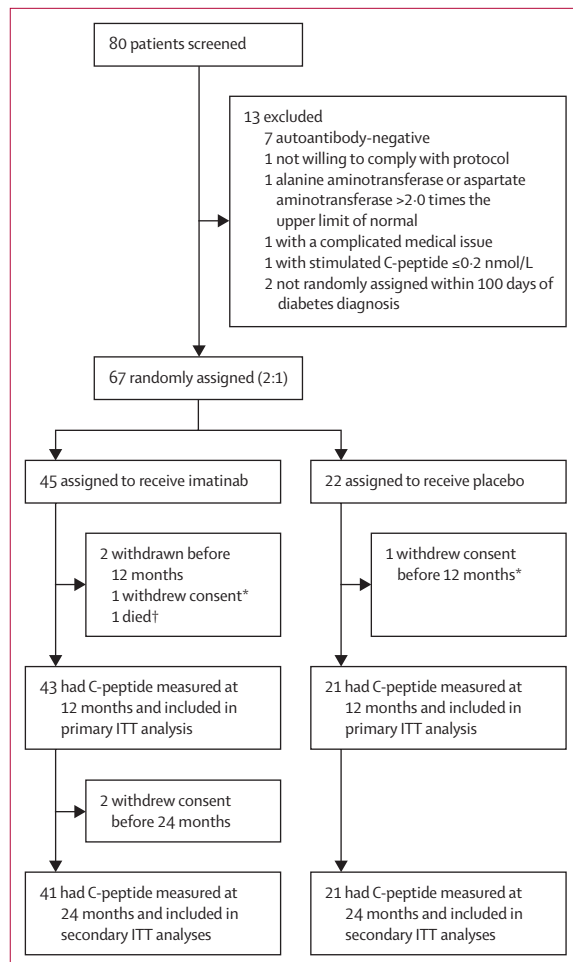 80 patients screened
13 excluded
7 autoantibody-negative
1 not willing to comply with protocol
1 alanine aminotransferase or aspartate
aminotransferase >2·0 times the
upper limit of normal
1 with a complicated medical issue
1 with stimulated C-peptide ≤0·2 nmol/L
2 not randomly assigned within 100 days of
diabetes diagnosis
67 randomly assigned (2:1)
45 assigned to receive imatinab
22 assigned to receive placebo
2 withdrawn before
12 months
1 withdrew consent*
1 died†
1 withdrew consent
before 12 months*
43 had C-peptide measured at
12 months and included in
primary ITT analysis
21 had C-peptide measured at
12 months and included in
primary ITT analysis
2 withdrew consent
before 24 months
41 had C-peptide measured at
24 months and included in
secondary ITT analyses
21 had C-peptide measured at
24 months and included in
secondary ITT analyses